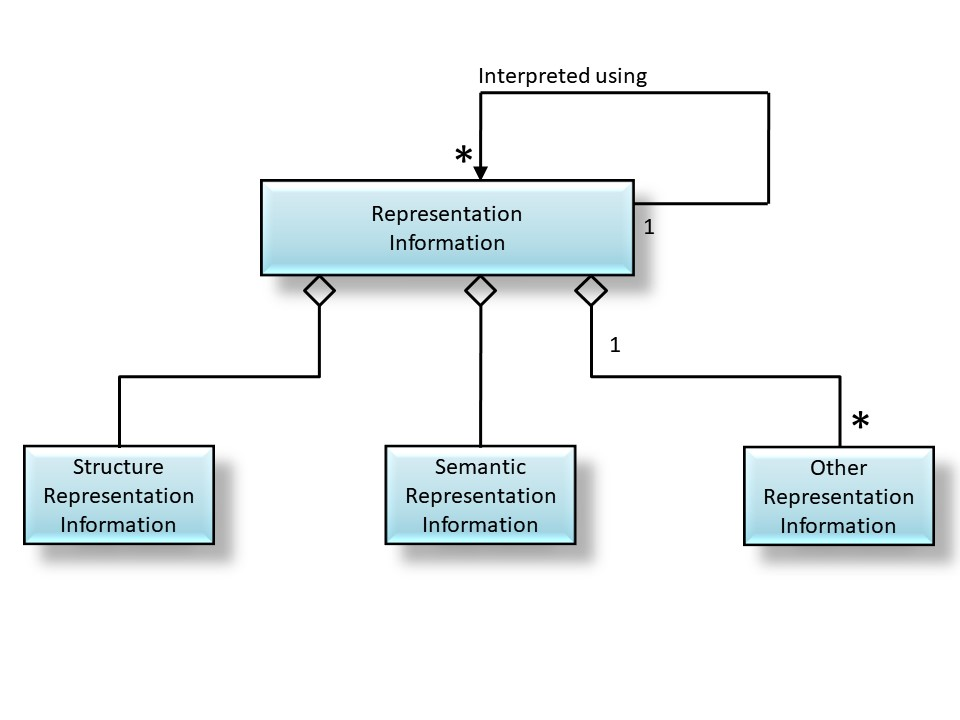 Interpreted using
*
Representation
Information
1
1
*
Structure
Representation
Information
Semantic
Representation
Information
Other
Representation
Information